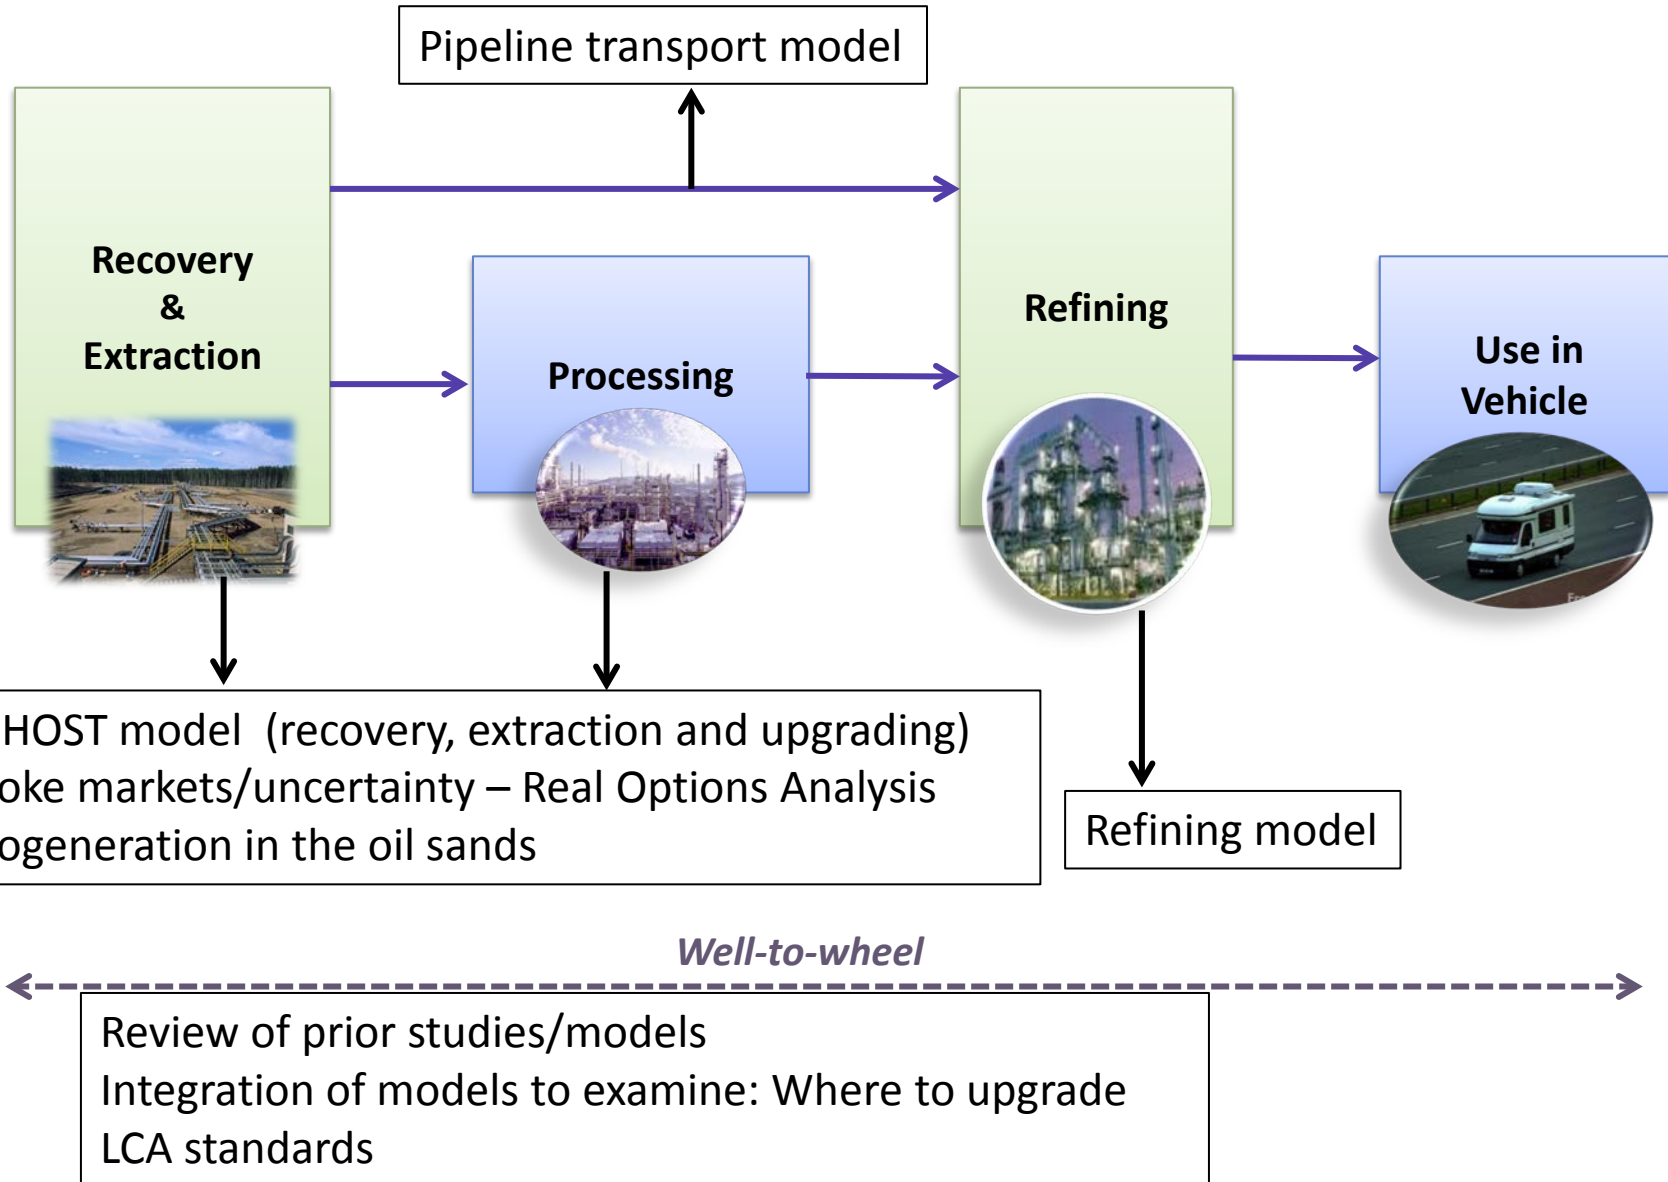 Pipeline transport model
Recovery
&
Extraction
Processing
Refining
Use in
Vehicle
HOST model (recovery, extraction and upgrading)
oke markets/uncertainty – Real Options Analysis
ogeneration in the oil sands
Refining model
Well-to-wheel
Review of prior studies/models
Integration of models to examine: Where to upgrade
LCA standards